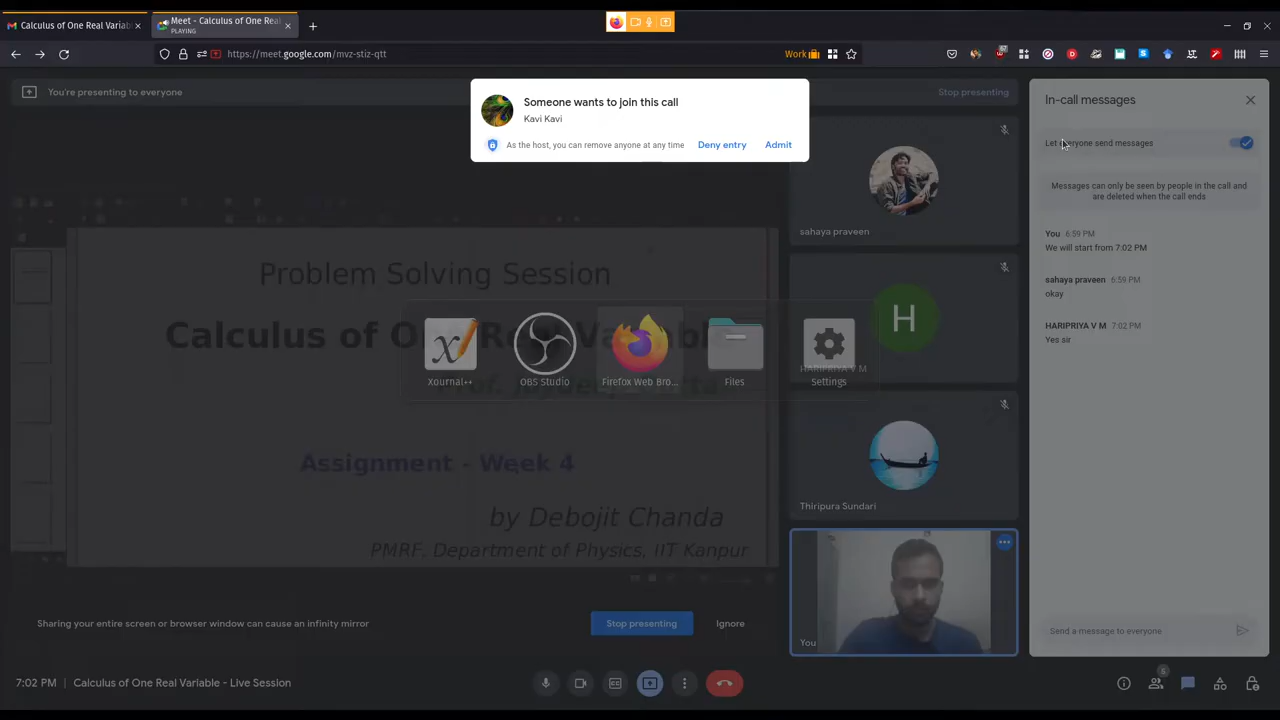 Calculus of One Real Variab
Meet - Calculus of One Real
PLAYING
https://meet.google.com/mvz-stiz-qtt
Work
You're presenting to everyone
Stop presenting
Someone wants to join this call
Kavi Kavi
As the host, you can remove anyone at any time
Deny entry
Admit
In-call messages
Let everyone send messages
Messages can only be seen by people in the call and
are deleted when the call ends
You 6:59 PM
We will start from 7:02 PM
sahaya praveen 6:59 PM
okay
HARIPRIYA V M 7:02 PM
Yes sir
Send a message to everyone
sahaya praveen
H
HARIPRIYA V M
Thiripura Sundari
You
Problem Solving Session
Calculus of One Real Variable
Xournal++
OBS Studio
Firefox Web Bro...
Files
Settings
Assignment - Week 4
by Debojit Chanda
PMRF, Department of Physics, IIT Kanpur
Sharing your entire screen or browser window can cause an infinity mirror
Stop presenting
Ignore
7:02 PM | Calculus of One Real Variable - Live Session
5